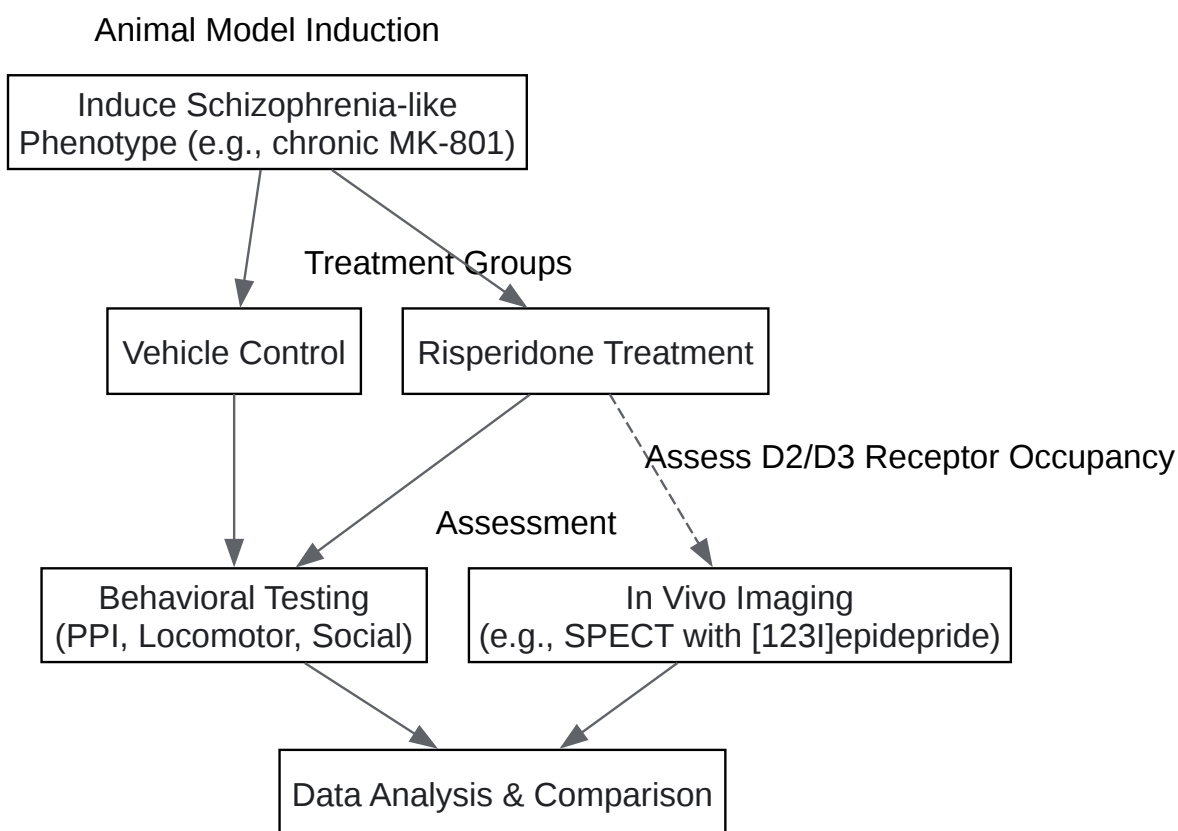 Animal Model Induction
Induce Schizophrenia-like
Phenotype (e.g., chronic MK-801)
Treatment Groups
Vehicle Control
Risperidone Treatment
Assess D2/D3 Receptor Occupancy
Assessment
Behavioral Testing
(PPI, Locomotor, Social)
In Vivo Imaging
(e.g., SPECT with [123I]epidepride)
Data Analysis & Comparison